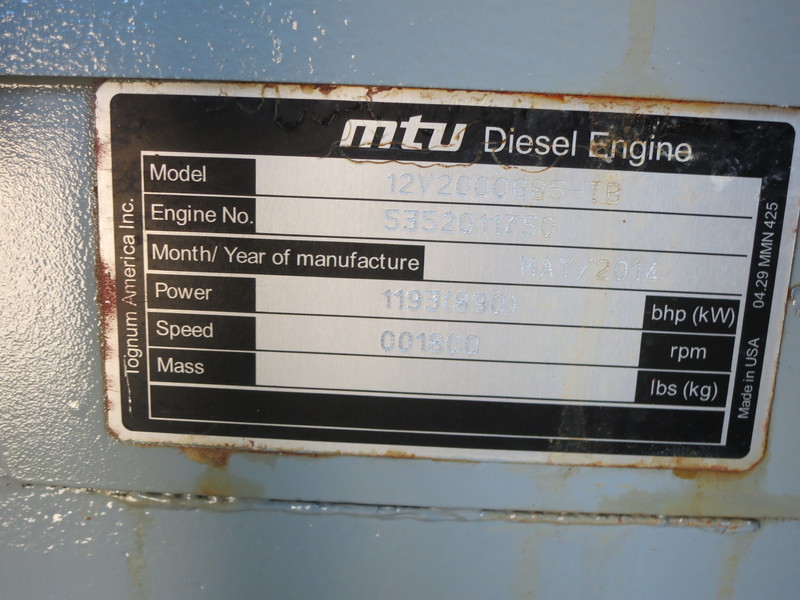 mtu Diesel Engine
Model 12V2000G85-TB
Engine No. S352011750
Month/ Year of manufacture MAY/2014
Power 1193(890) bhp (kW)
Speed 001800 rpm
Mass lbs (kg)
Tognum America Inc.
04.29 MMN 425
Made in USA